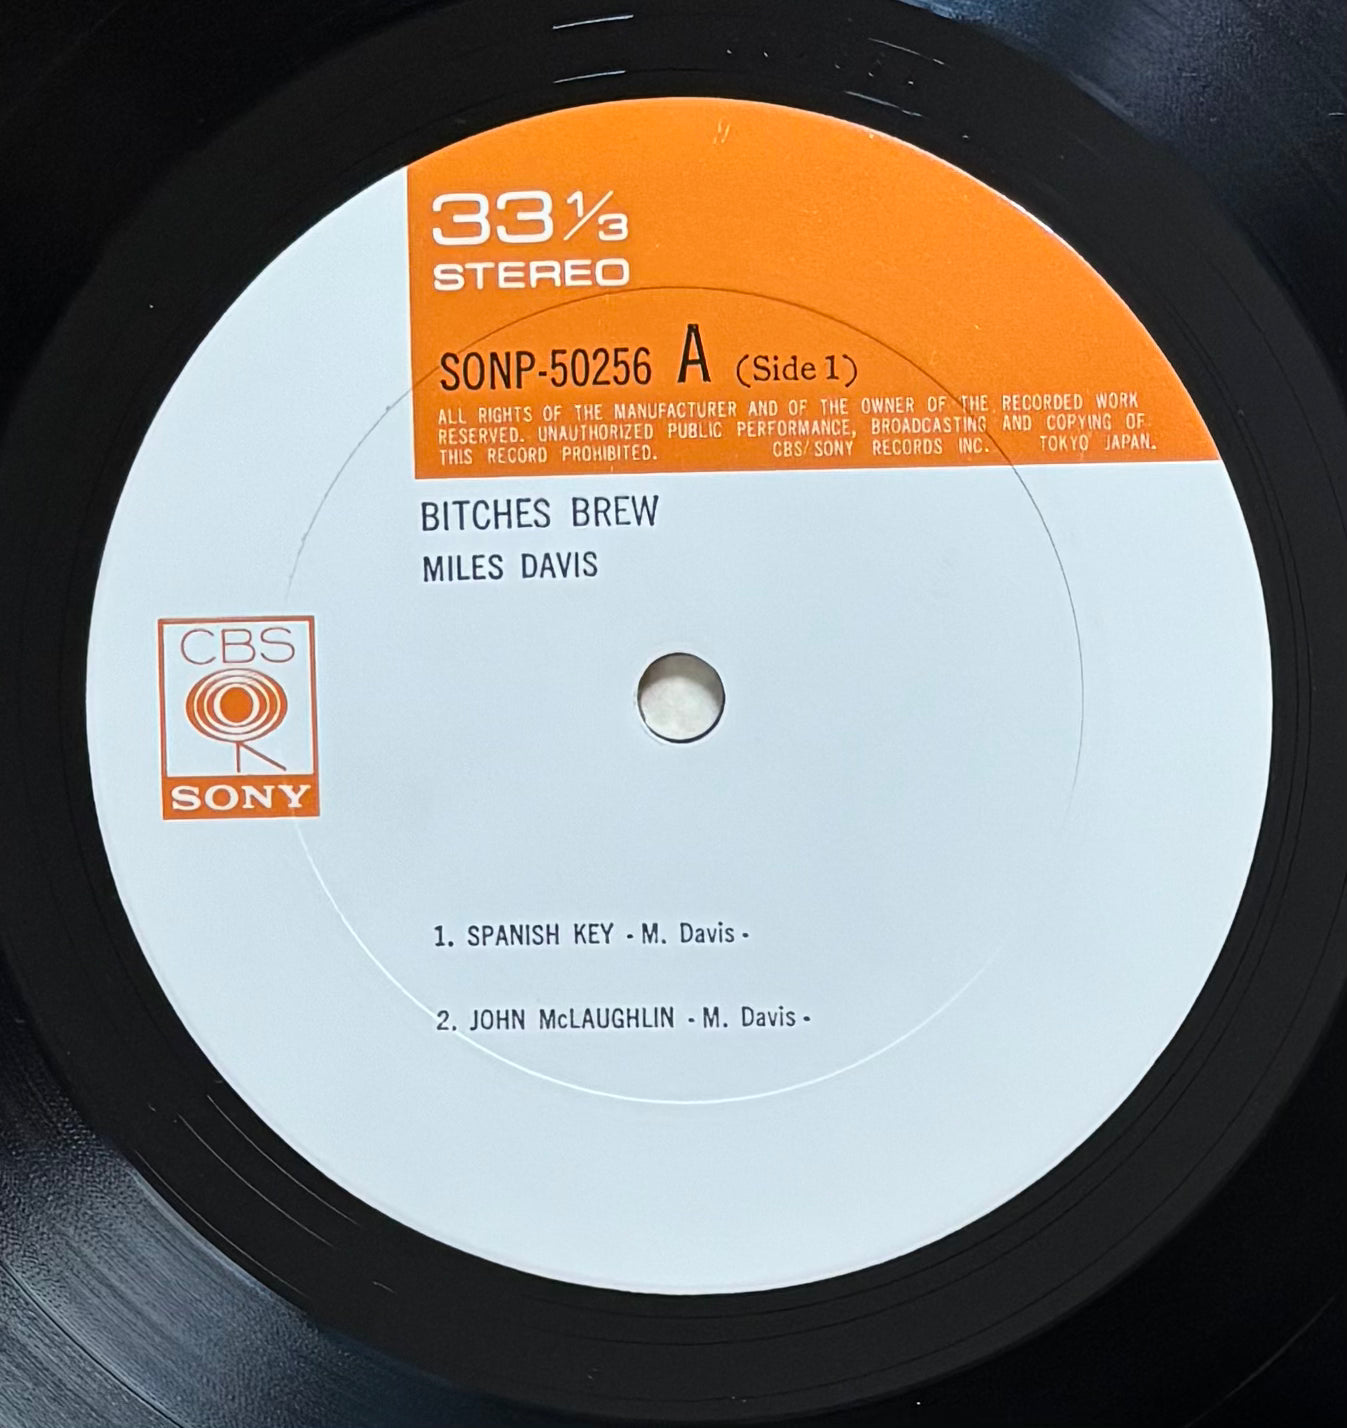 33 1/3
STEREO
SONP-50256 A (Side 1)
ALL RIGHTS OF THE MANUFACTURER AND OF THE OWNER OF THE RECORDED WORK
RESERVED. UNAUTHORIZED PUBLIC PERFORMANCE, BROADCASTING AND COPYING OF
THIS RECORD PROHIBITED. CBS/SONY RECORDS INC. TOKYO JAPAN.
BITCHES BREW
MILES DAVIS
CBS
SONY
1. SPANISH KEY - M. Davis -
2. JOHN McLAUGHLIN - M. Davis -